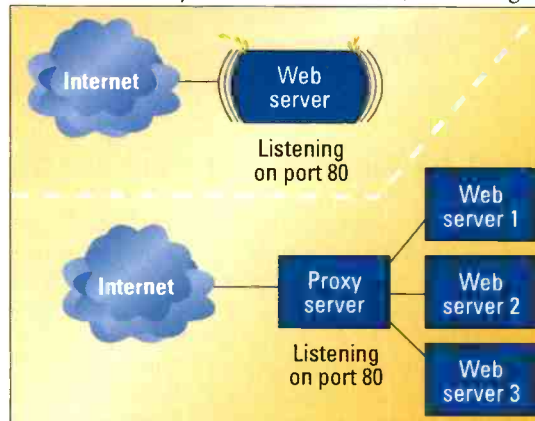 Internet
Web
server
Listening
on port 80
Internet
Proxy
server
Listening
on port 80
Web
server 1
Web
server 2
Web
server 3